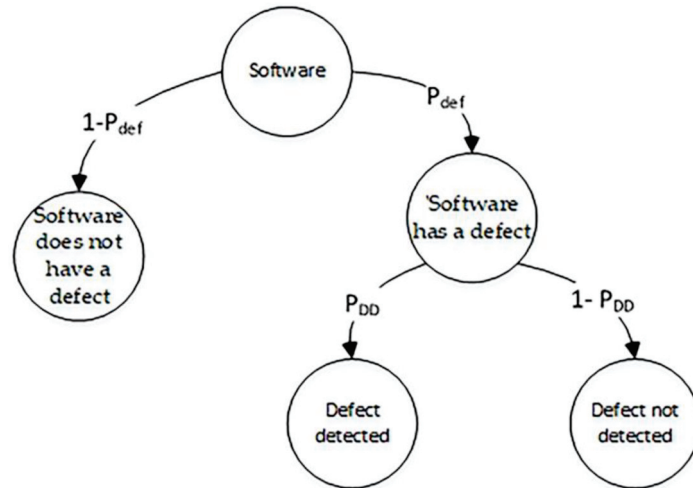 Software
1-Pdef
Pdef
Software
does not
have a
defect
'Software
has a defect
PDD
1- PDD
Defect
detected
Defect not
detected